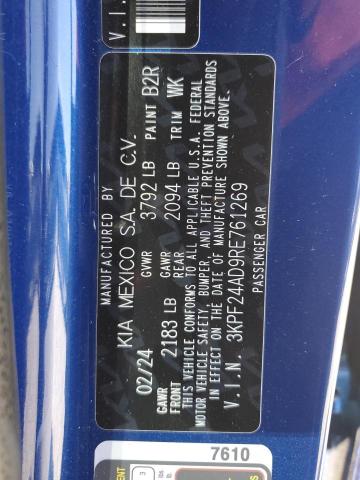 MANUFACTURED BY
KIA MEXICO S.A. DE C.V.
02/24 GVWR 3792 LB PAINT B2R
GAWR FRONT 2183 LB GAWR REAR 2094 LB TRIM WK
THIS VEHICLE CONFORMS TO ALL APPLICABLE U.S.A. FEDERAL
MOTOR VEHICLE SAFETY, BUMPER, AND THEFT PREVENTION STANDARDS
IN EFFECT ON THE DATE OF MANUFACTURE SHOWN ABOVE.
V.I.N. 3KPF24AD9RE761269
PASSENGER CAR
V.I.N
7610
3